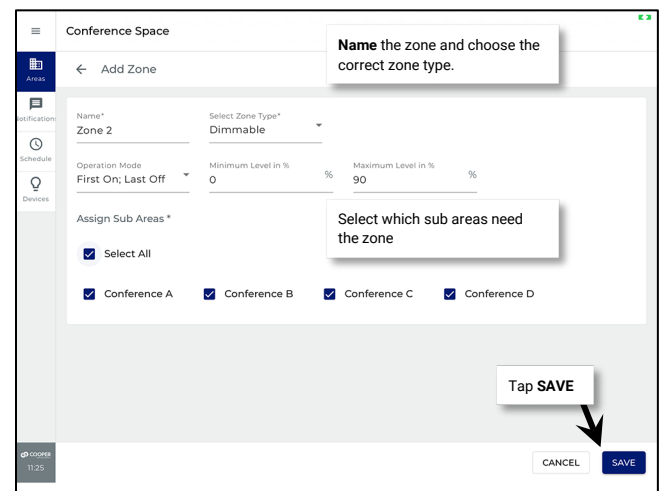 Conference Space
Name the zone and choose the
correct zone type.
Areas
Add Zone
Notifications
Name*
Zone 2
Select Zone Type*
Dimmable
Schedule
Operation Mode
First On; Last Off
Minimum Level in %
0
%
Maximum Level in %
90
%
Devices
Assign Sub Areas *
Select which sub areas need
the zone
Select All
Conference A
Conference B
Conference C
Conference D
Tap SAVE
COOPER
11:25
CANCEL
SAVE